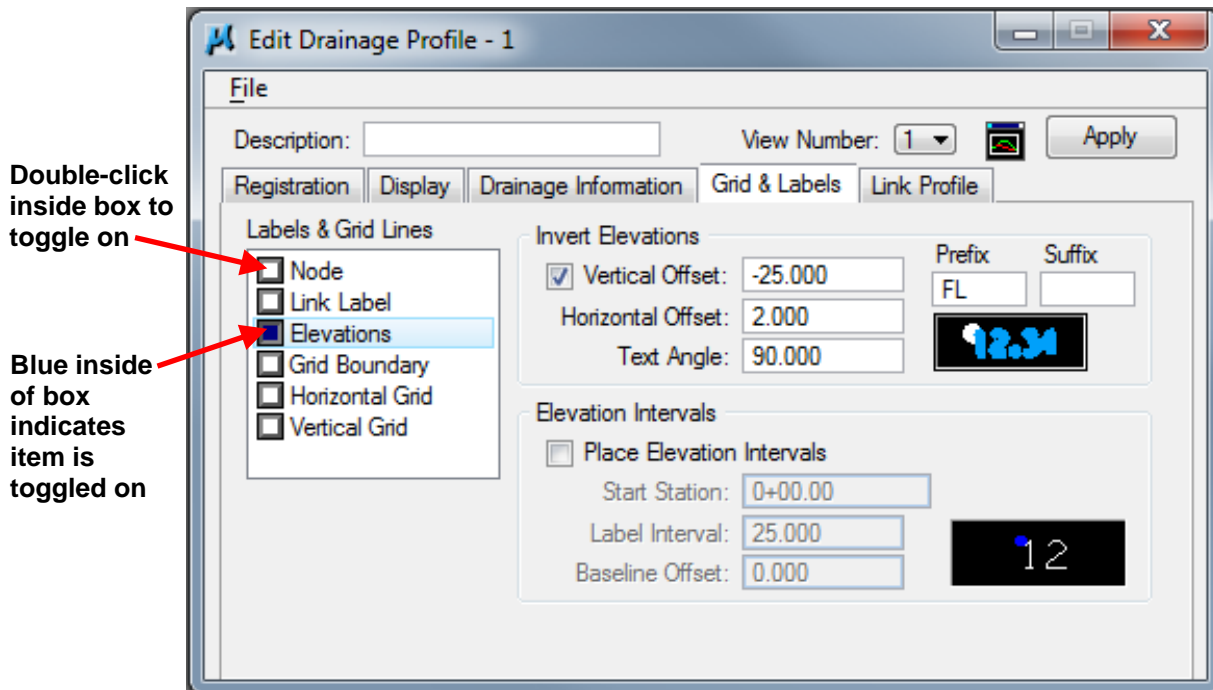 Edit Drainage Profile - 1
File
Description:
View Number: 1
Apply
Registration
Display
Drainage Information
Grid & Labels
Link Profile
Double-click
inside box to
toggle on
Blue inside
of box
indicates
item is
toggled on
Labels & Grid Lines
Node
Link Label
Elevations
Grid Boundary
Horizontal Grid
Vertical Grid
Invert Elevations
Prefix
Suffix
Vertical Offset: -25.000
FL
Horizontal Offset: 2.000
Text Angle: 90.000
12.34
Elevation Intervals
Place Elevation Intervals
Start Station: 0+00.00
Label Interval: 25.000
Baseline Offset: 0.000
12